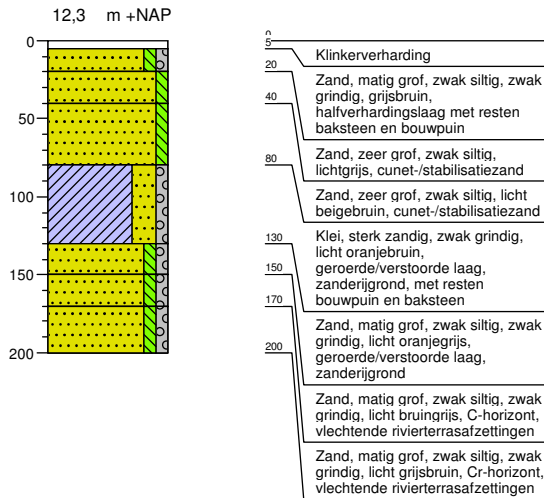 12,3 m +NAP
0
50
100
150
200
0
5
Klinkerverharding
20
Zand, matig grof, zwak siltig, zwak
grindig, grijsbruin,
halfverhardingslaag met resten
baksteen en bouwpuin
40
Zand, zeer grof, zwak siltig,
lichtgrijs, cunet-/stabilisatiezand
80
Zand, zeer grof, zwak siltig, licht
beigebruin, cunet-/stabilisatiezand
130
Klei, sterk zandig, zwak grindig,
licht oranjebruin,
geroerde/verstoorde laag,
zanderijgrond, met resten
bouwpuin en baksteen
150
Zand, matig grof, zwak siltig, zwak
grindig, licht oranjegrijs,
geroerde/verstoorde laag,
zanderijgrond
170
Zand, matig grof, zwak siltig, zwak
grindig, licht bruingrijs, C-horizont,
vlechtende rivierterrasafzettingen
200
Zand, matig grof, zwak siltig, zwak
grindig, licht grijsbruin, Cr-horizont,
vlechtende rivierterrasafzettingen